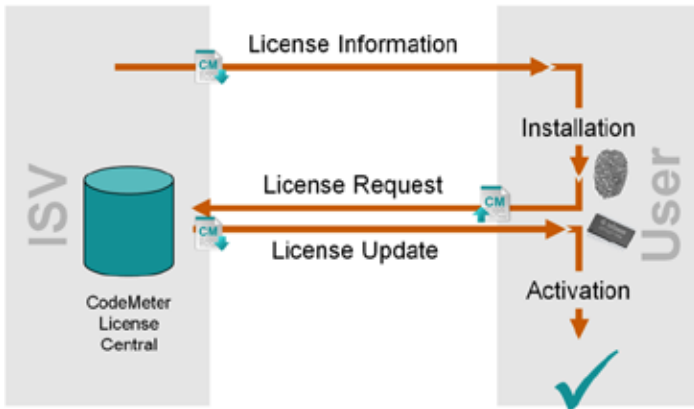 License Information
CM
Installation
License Request
CM
CM
License Update
Activation
ISV
User
CodeMeter
License
Central